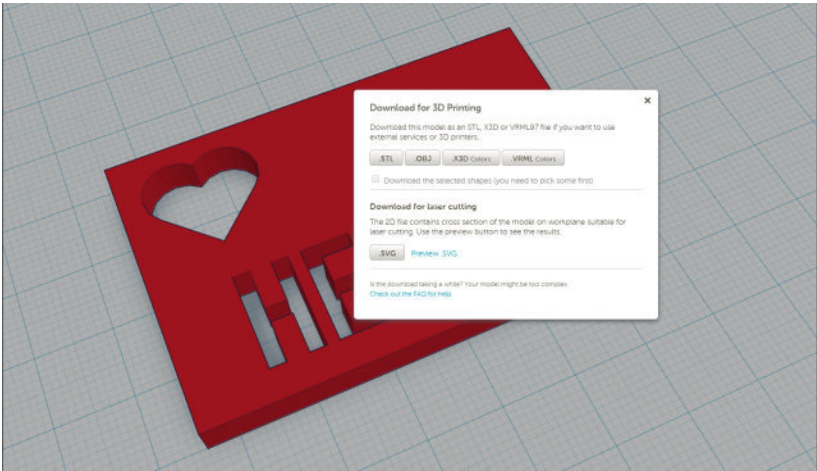 Download for 3D Printing
Download this model as an STL, X3D or VRML97 file if you want to use
external services or 3D printers.
.STL .OBJ .X3D Colors .VRML Colors
Download the selected shapes (you need to pick some first)
Download for laser cutting
The 2D file contains cross section of the model on workplane suitable for
laser cutting. Use the preview button to see the results.
.SVG Preview .SVG
Is the download taking a while? Your model might be too complex.
Check out the FAQ for help.
HE